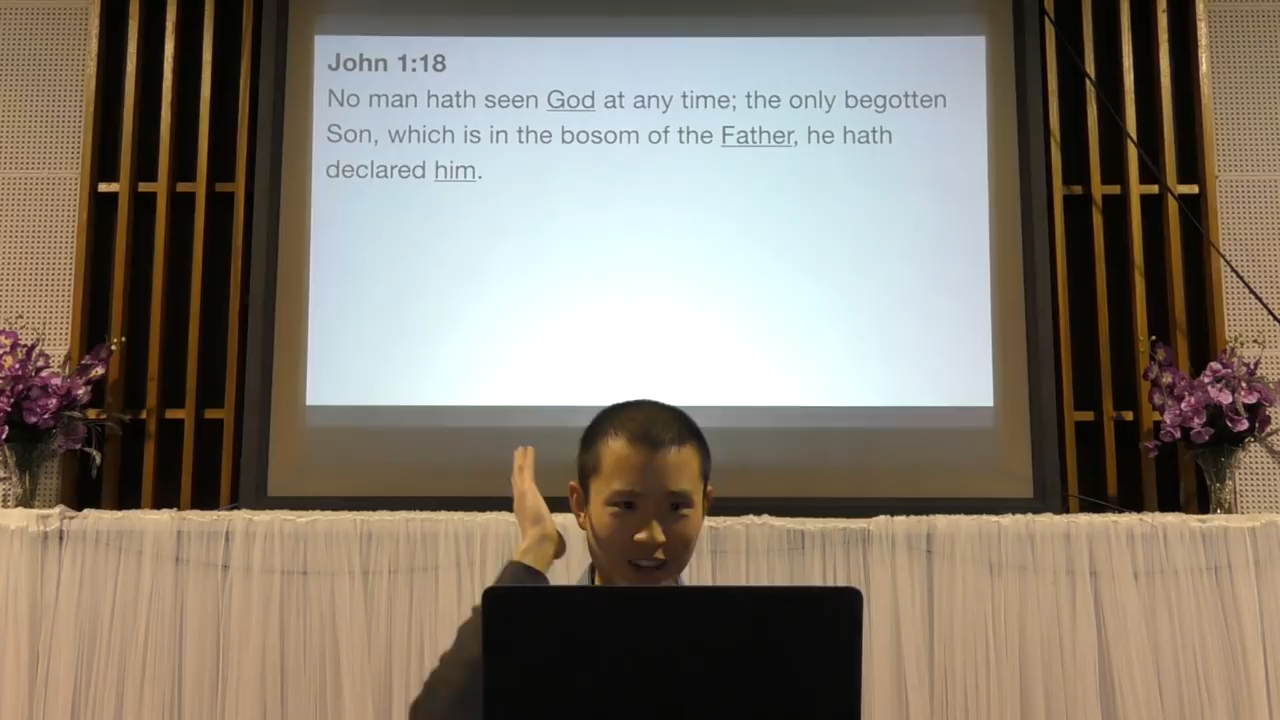 John 1:18
No man hath seen God at any time; the only begotten
Son, which is in the bosom of the Father, he hath
declared him.